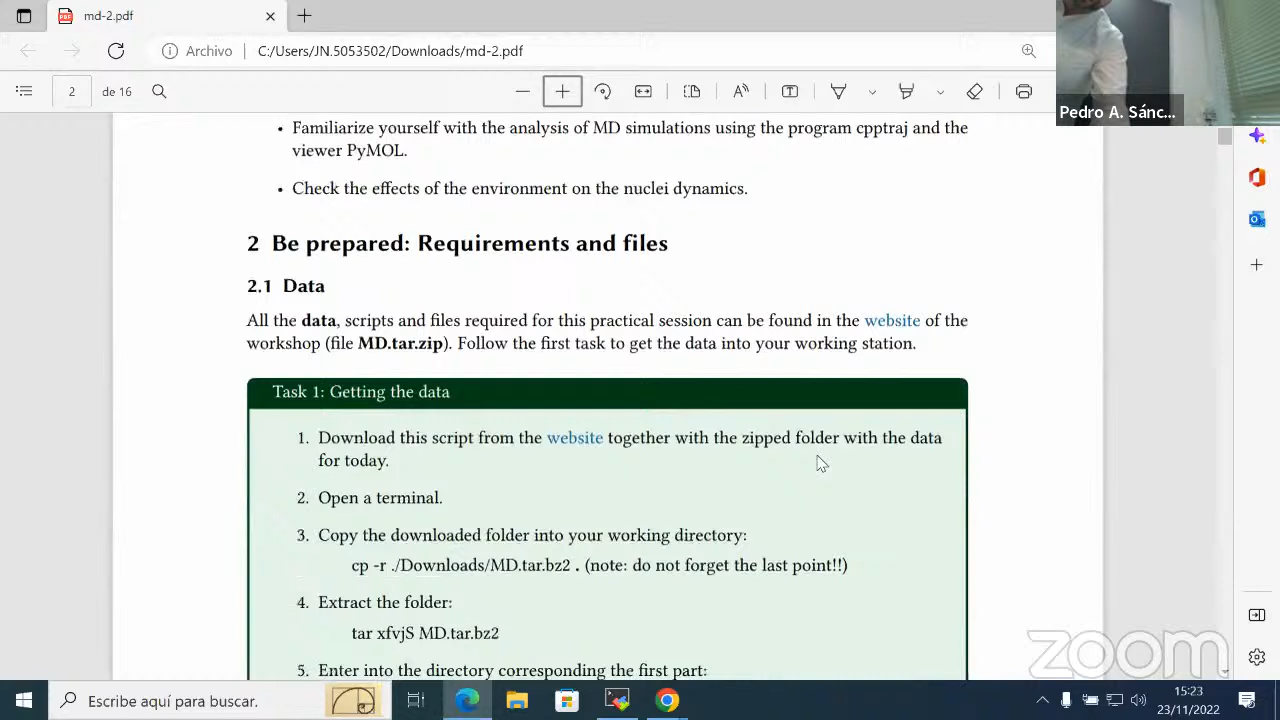 md-2.pdf
Archivo
C:/Users/JN.5053502/Downloads/md-2.pdf
2
de 16
Pedro A. Sánc...
• Familiarize yourself with the analysis of MD simulations using the program cpptraj and the
viewer PyMOL.
• Check the effects of the environment on the nuclei dynamics.
2 Be prepared: Requirements and files
2.1 Data
All the data, scripts and files required for this practical session can be found in the website of the
workshop (file MD.tar.zip). Follow the first task to get the data into your working station.
Task 1: Getting the data
1. Download this script from the website together with the zipped folder with the data
for today.
2. Open a terminal.
3. Copy the downloaded folder into your working directory:
cp -r ./Downloads/MD.tar.bz2 . (note: do not forget the last point!!)
4. Extract the folder:
tar xfvjS MD.tar.bz2
5. Enter into the directory corresponding the first part:
zoom
Escribe aquí para buscar.
15:23
23/11/2022